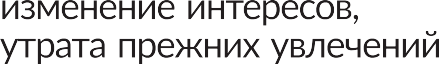 изменение интересов,
утрата прежних увлечений